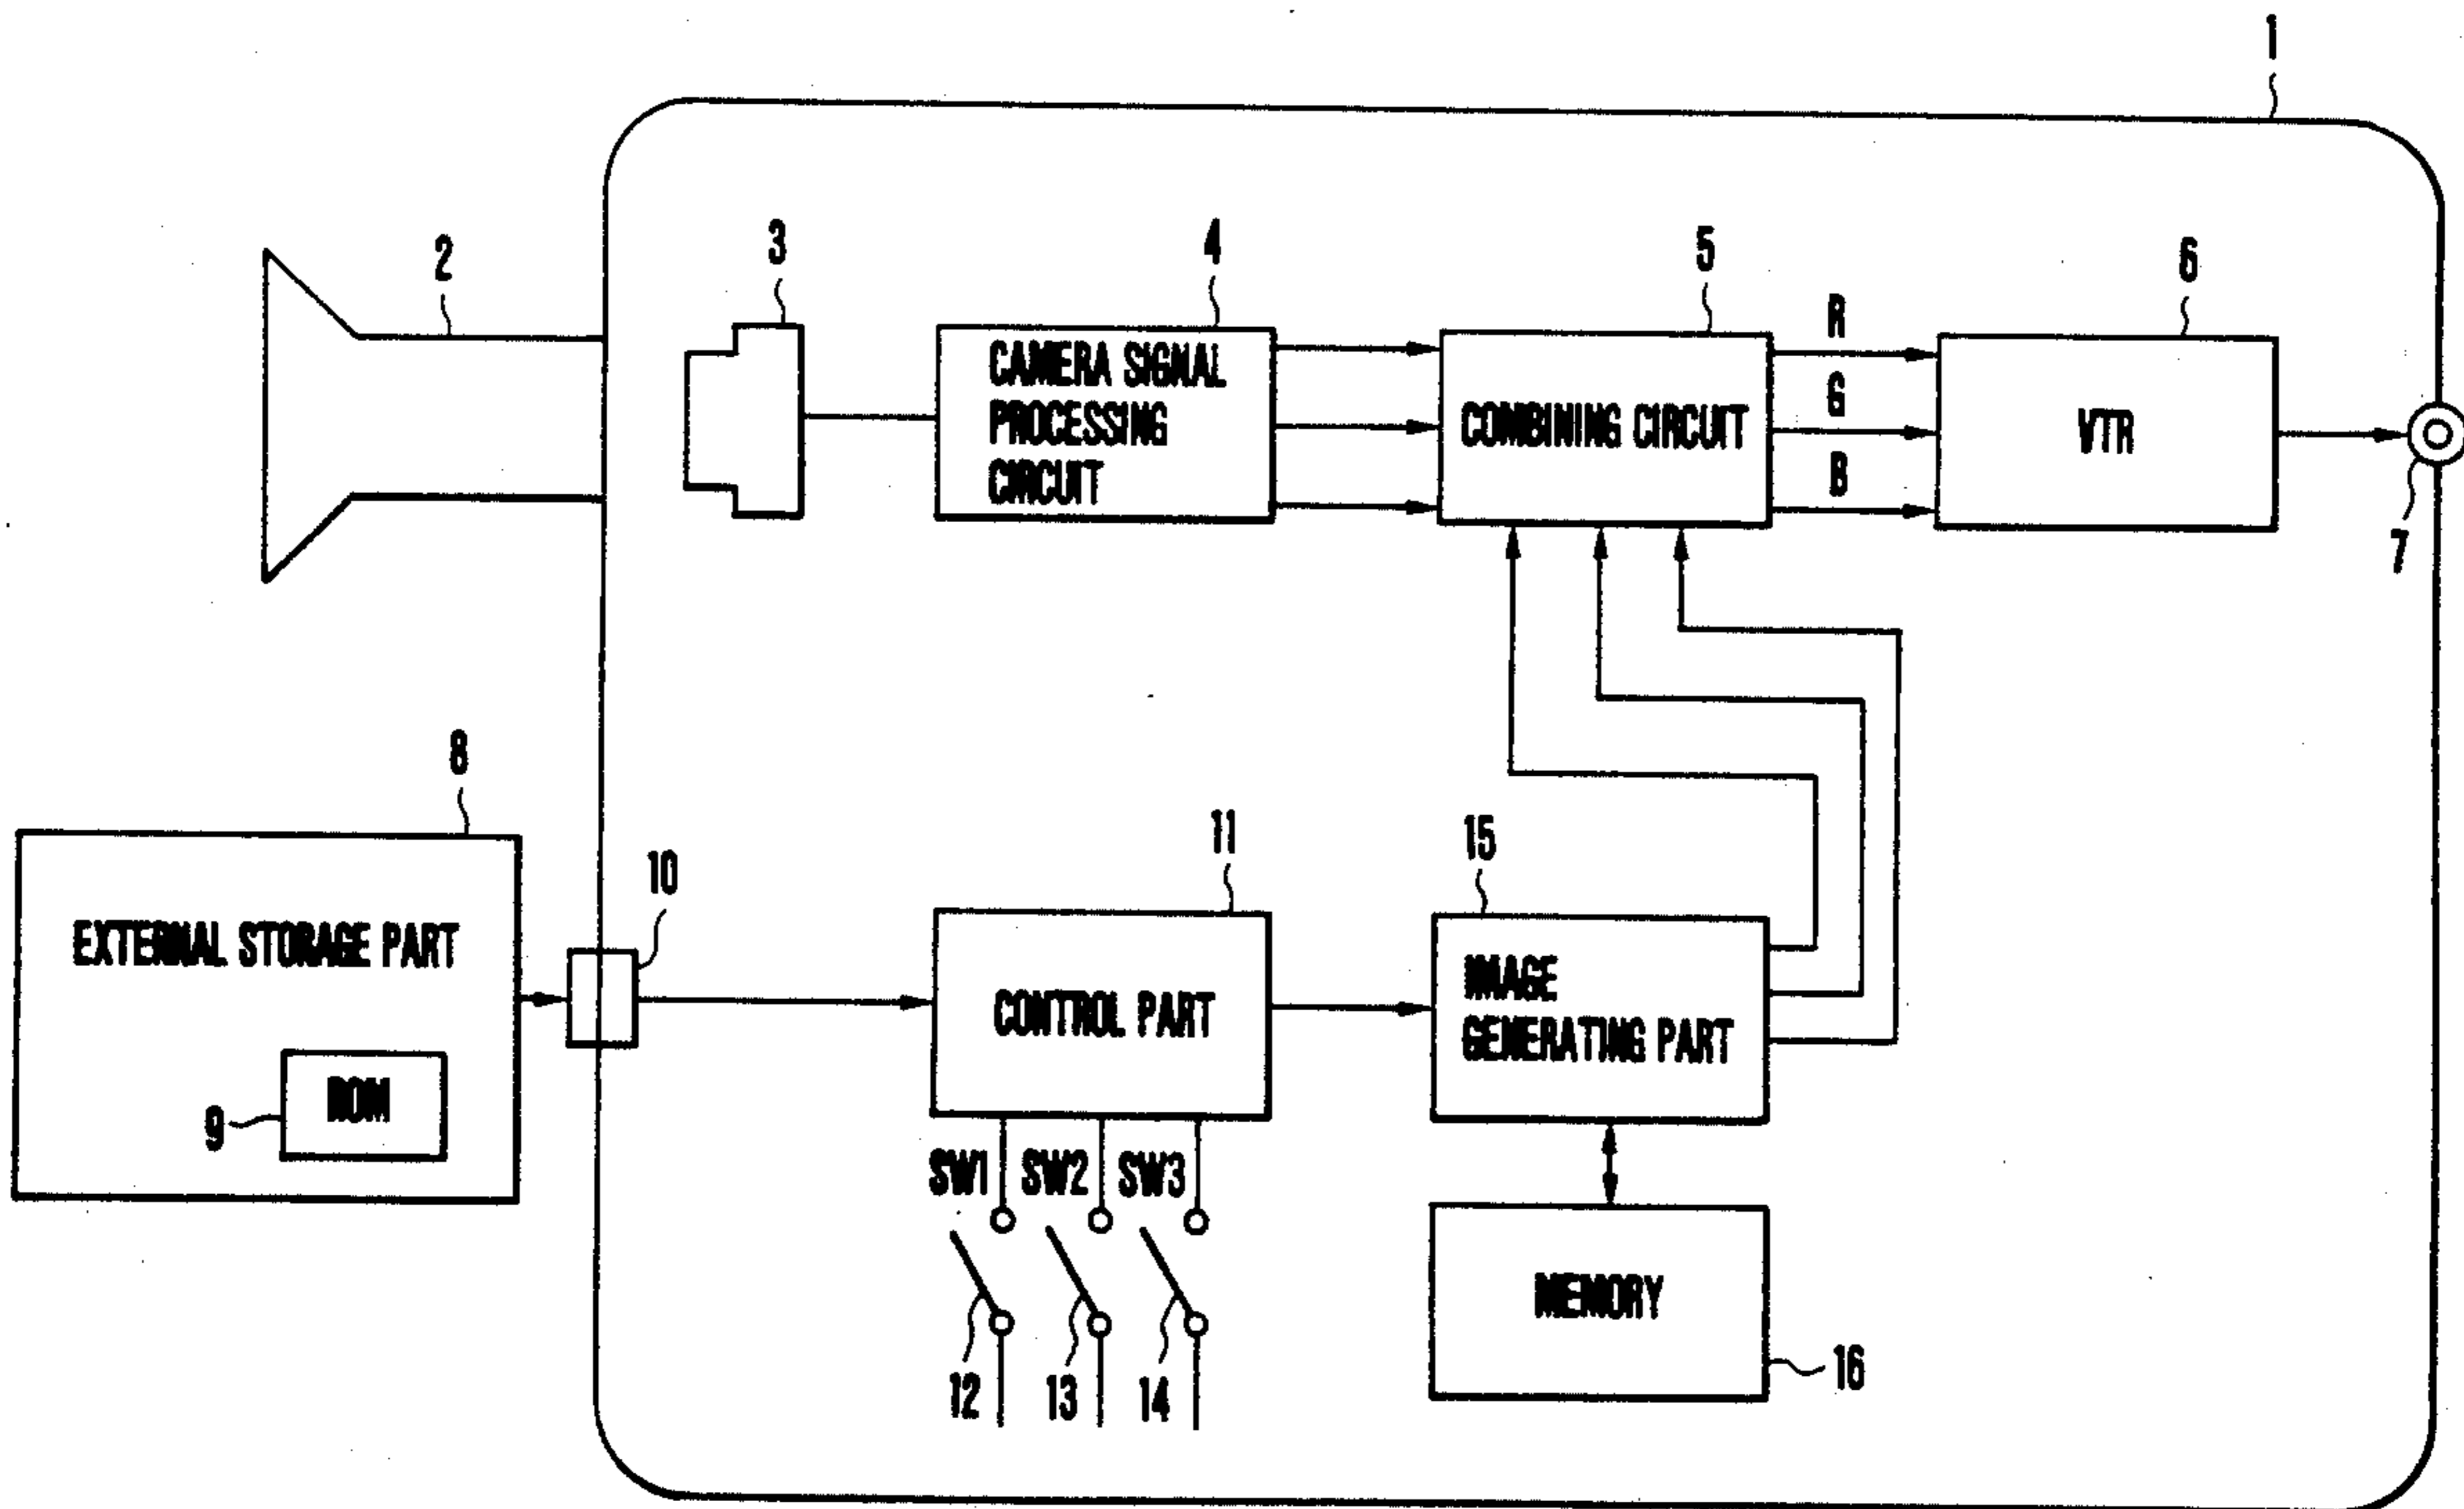 1
2
3
4
5
6
CAMERA SIGNAL
PROCESSING
CIRCUIT
COMBINING CIRCUIT
R
G
B
VTR
7
8
EXTERNAL STORAGE PART
9
ROM
10
11
CONTROL PART
15
IMAGE
GENERATING PART
SW1
SW2
SW3
12
13
14
MEMORY
16